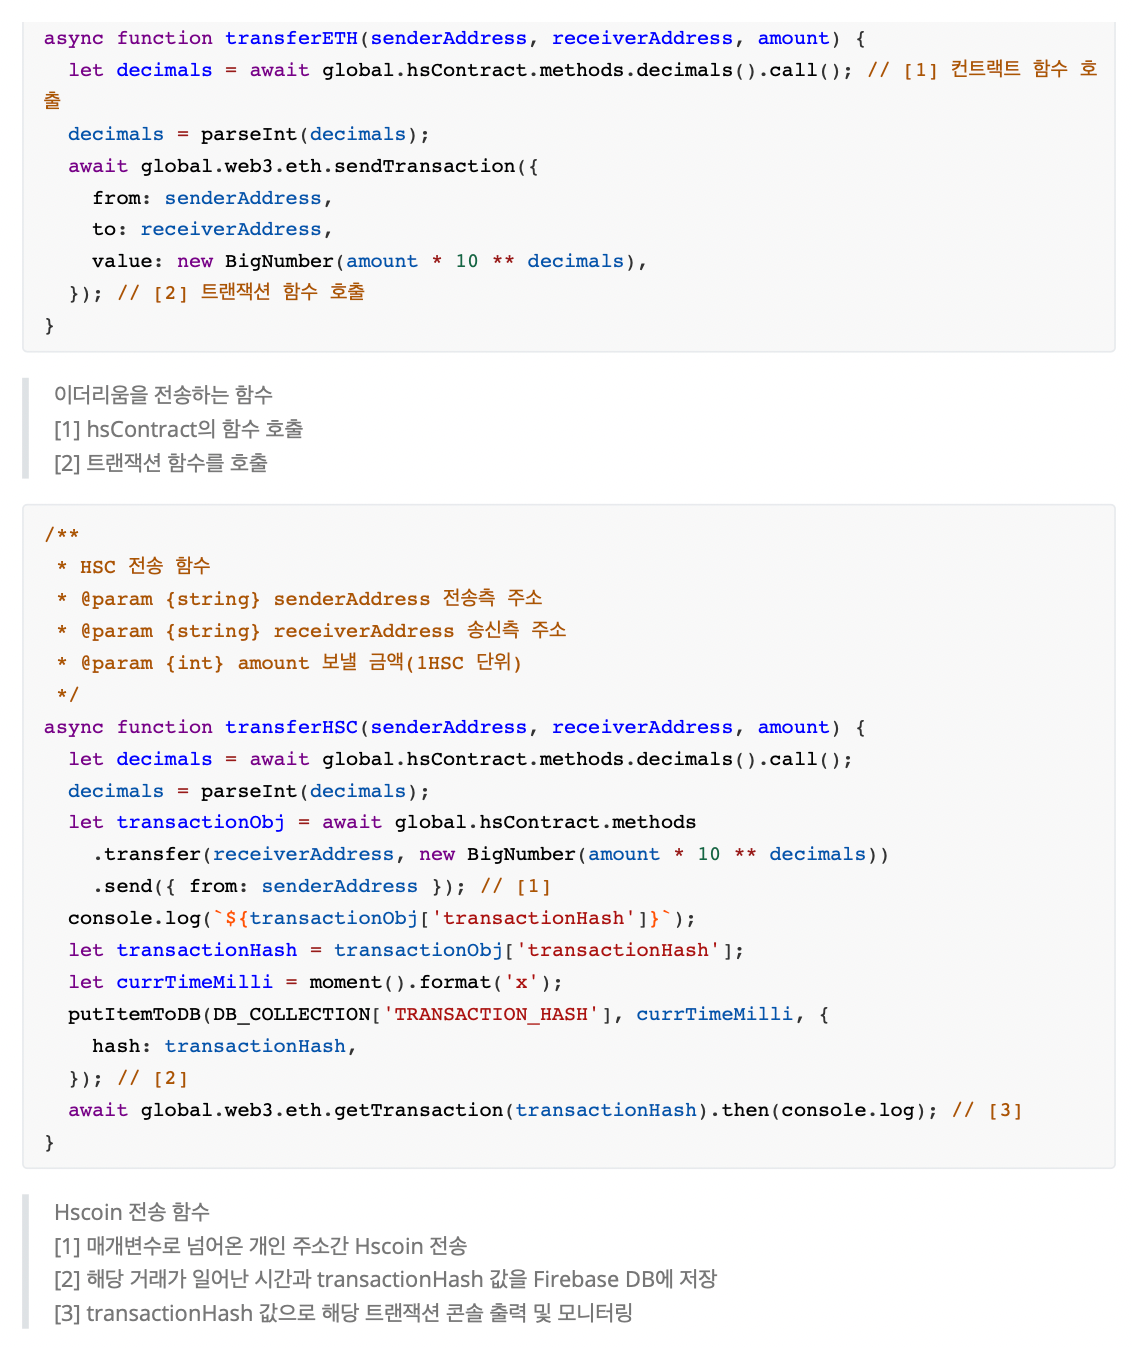 async function transferETH(senderAddress, receiverAddress, amount) {
  let decimals = await global.hsContract.methods.decimals().call(); // [1] 컨트랙트 함수 호
출
  decimals = parseInt(decimals);
  await global.web3.eth.sendTransaction({
    from: senderAddress,
    to: receiverAddress,
    value: new BigNumber(amount * 10 ** decimals),
  }); // [2] 트랜잭션 함수 호출
}
이더리움을 전송하는 함수
[1] hsContract의 함수 호출
[2] 트랜잭션 함수를 호출
/**
 * HSC 전송 함수
 * @param {string} senderAddress 전송측 주소
 * @param {string} receiverAddress 송신측 주소
 * @param {int} amount 보낼 금액(1HSC 단위)
 */
async function transferHSC(senderAddress, receiverAddress, amount) {
  let decimals = await global.hsContract.methods.decimals().call();
  decimals = parseInt(decimals);
  let transactionObj = await global.hsContract.methods
    .transfer(receiverAddress, new BigNumber(amount * 10 ** decimals))
    .send({ from: senderAddress }); // [1]
  console.log(`${transactionObj['transactionHash']}`);
  let transactionHash = transactionObj['transactionHash'];
  let currTimeMilli = moment().format('x');
  putItemToDB(DB_COLLECTION['TRANSACTION_HASH'], currTimeMilli, {
    hash: transactionHash,
  }); // [2]
  await global.web3.eth.getTransaction(transactionHash).then(console.log); // [3]
}
Hscoin 전송 함수
[1] 매개변수로 넘어온 개인 주소간 Hscoin 전송
[2] 해당 거래가 일어난 시간과 transactionHash 값을 Firebase DB에 저장
[3] transactionHash 값으로 해당 트랜잭션 콘솔 출력 및 모니터링